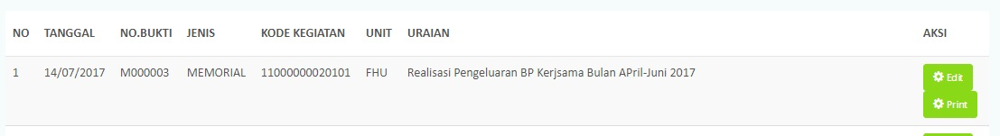 NO TANGGAL NO.BUKTI JENIS KODE KEGIATAN UNIT URAIAN AKSI
1 14/07/2017 M000003 MEMORIAL 11000000020101 FHU Realisasi Pengeluaran BP Kerjsama Bulan APril-Juni 2017 Edit
Print